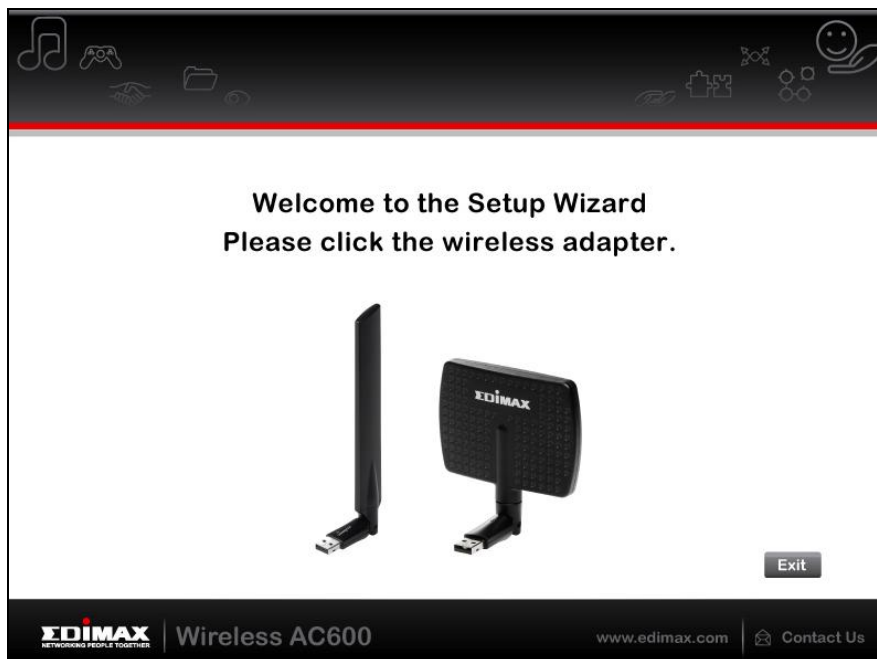 Welcome to the Setup Wizard
Please click the wireless adapter.
EDIMAX
Exit
EDIMAX
NETWORKING PEOPLE TOGETHER
Wireless AC600
www.edimax.com
Contact Us